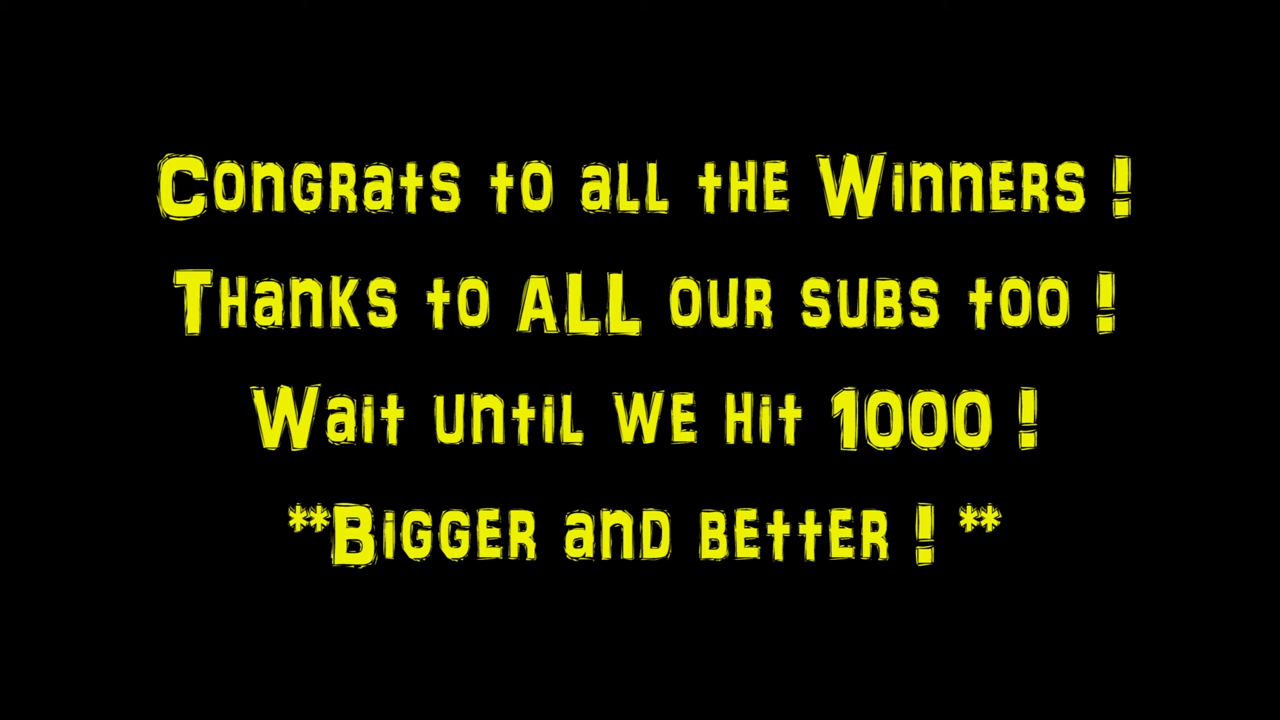 Congrats to all the Winners !
Thanks to ALL our subs too !
Wait until we hit 1000 !
**Bigger and better ! **